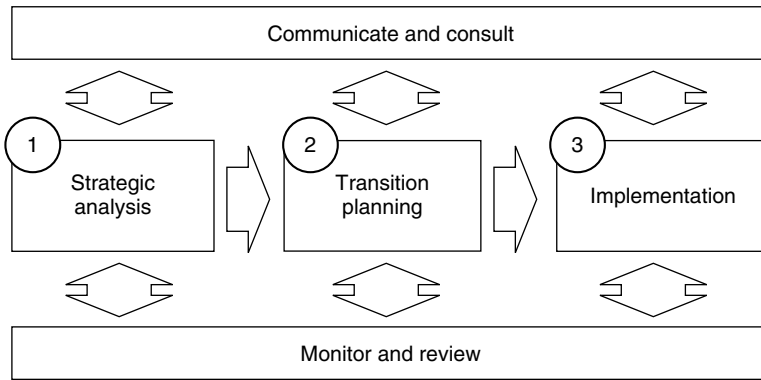 Communicate and consult
1
Strategic
analysis
2
Transition
planning
3
Implementation
Monitor and review